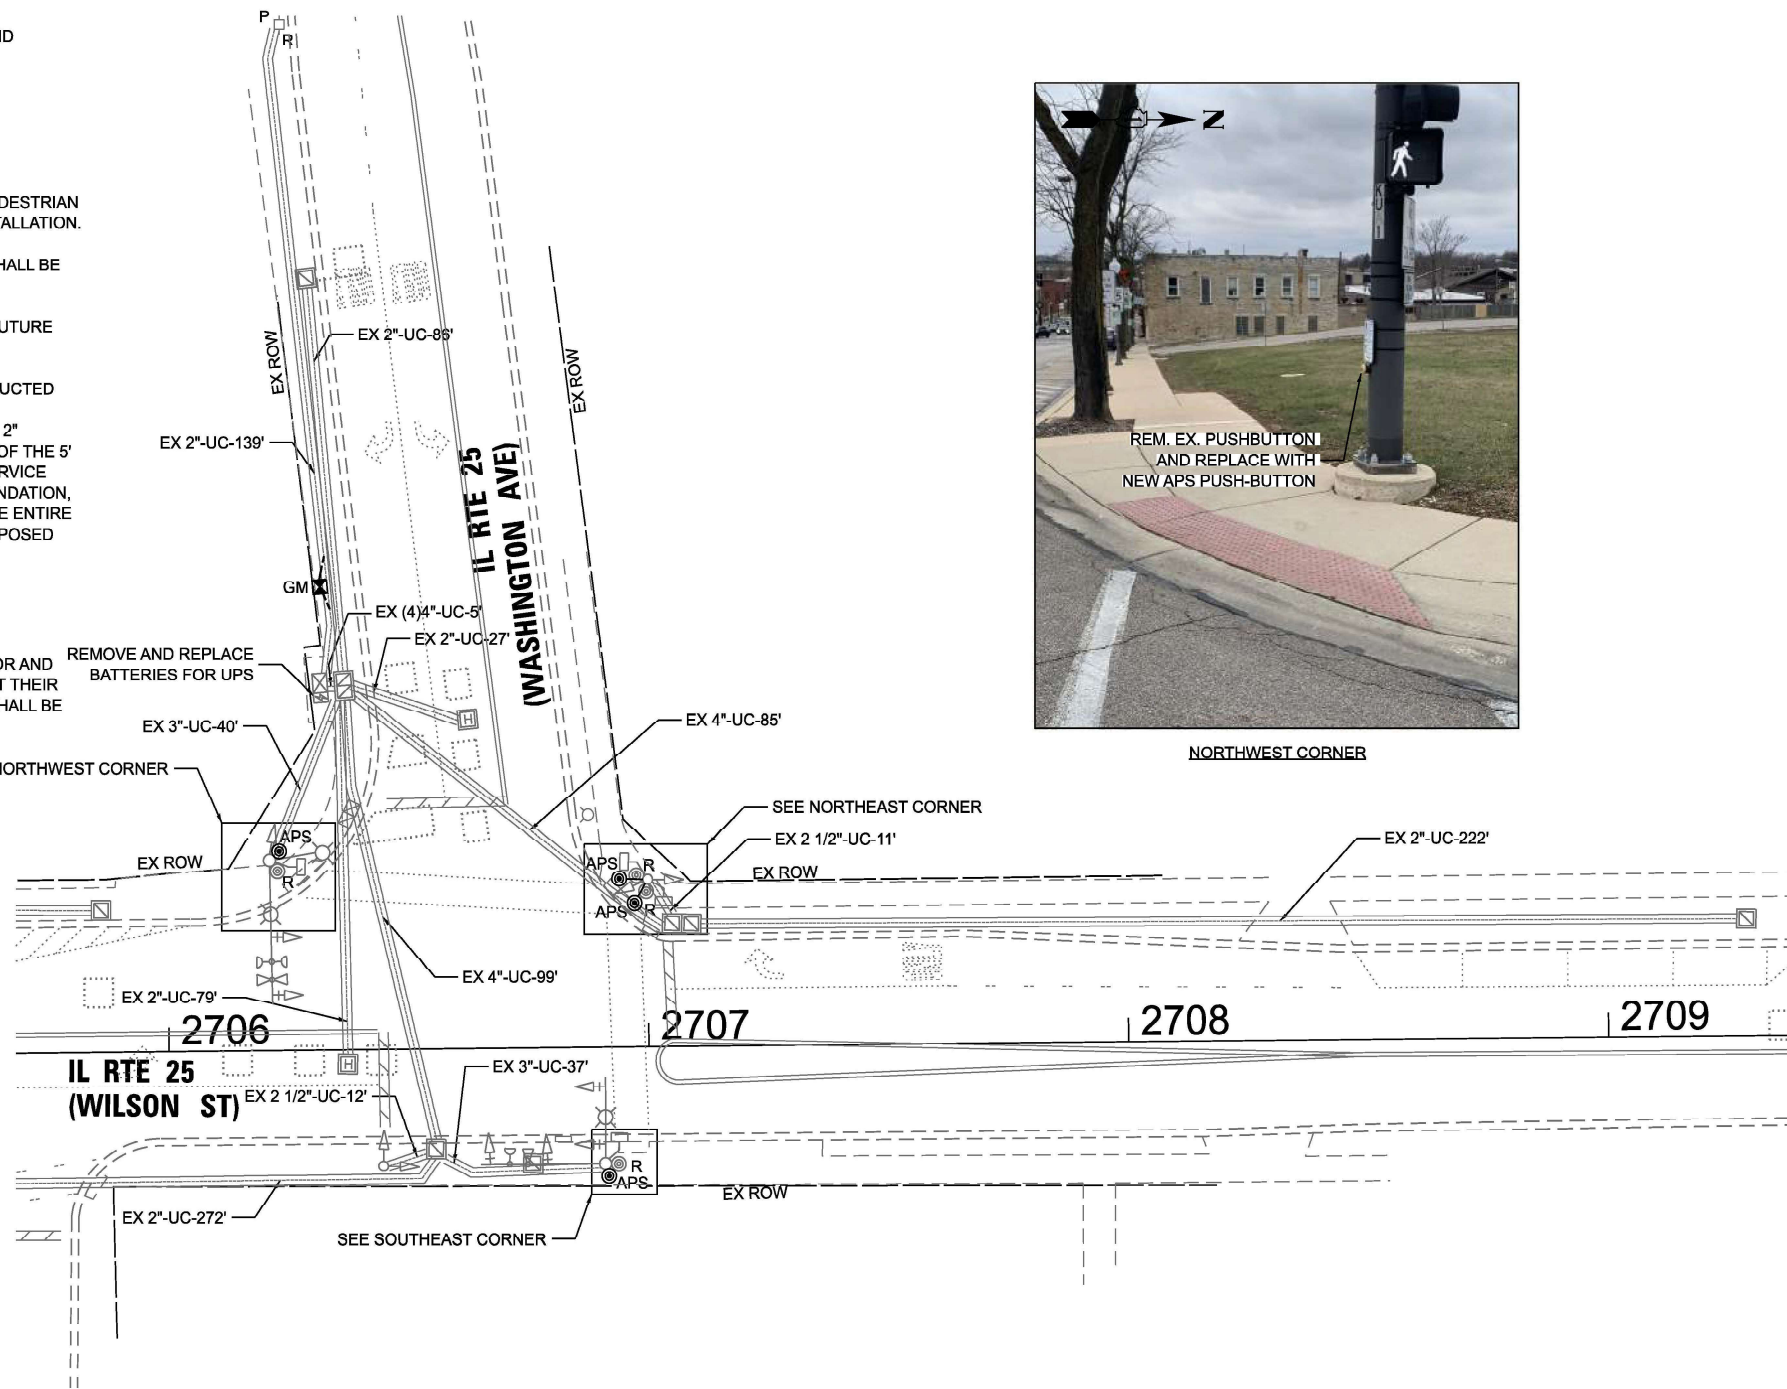 P
R
DESTRIAN
TALLATION.
HALL BE
UTURE
UCTED
2"
OF THE 5'
RVICE
NDATION,
E ENTIRE
POSED
OR AND
T THEIR
HALL BE
EX ROW
EX 2"-UC-86'
EX 2"-UC-139'
EX ROW
IL RTE 25
(WASHINGTON AVE)
GM
EX (4)4"-UC-5'
EX 2"-UC-27'
REMOVE AND REPLACE
BATTERIES FOR UPS
H
EX 3"-UC-40'
EX 4"-UC-85'
NORTHWEST CORNER
SEE NORTHEAST CORNER
EX 2 1/2"-UC-11'
EX 2"-UC-222'
APS
R
EX ROW
APS
R
APS
R
EX ROW
EX 4"-UC-99'
EX 2"-UC-79'
2706
2707
2708
2709
H
IL RTE 25
(WILSON ST)
EX 3"-UC-37'
EX 2 1/2"-UC-12'
R
APS
EX ROW
EX 2"-UC-272'
SEE SOUTHEAST CORNER
N
REM. EX. PUSHBUTTON
AND REPLACE WITH
NEW APS PUSH-BUTTON
NORTHWEST CORNER